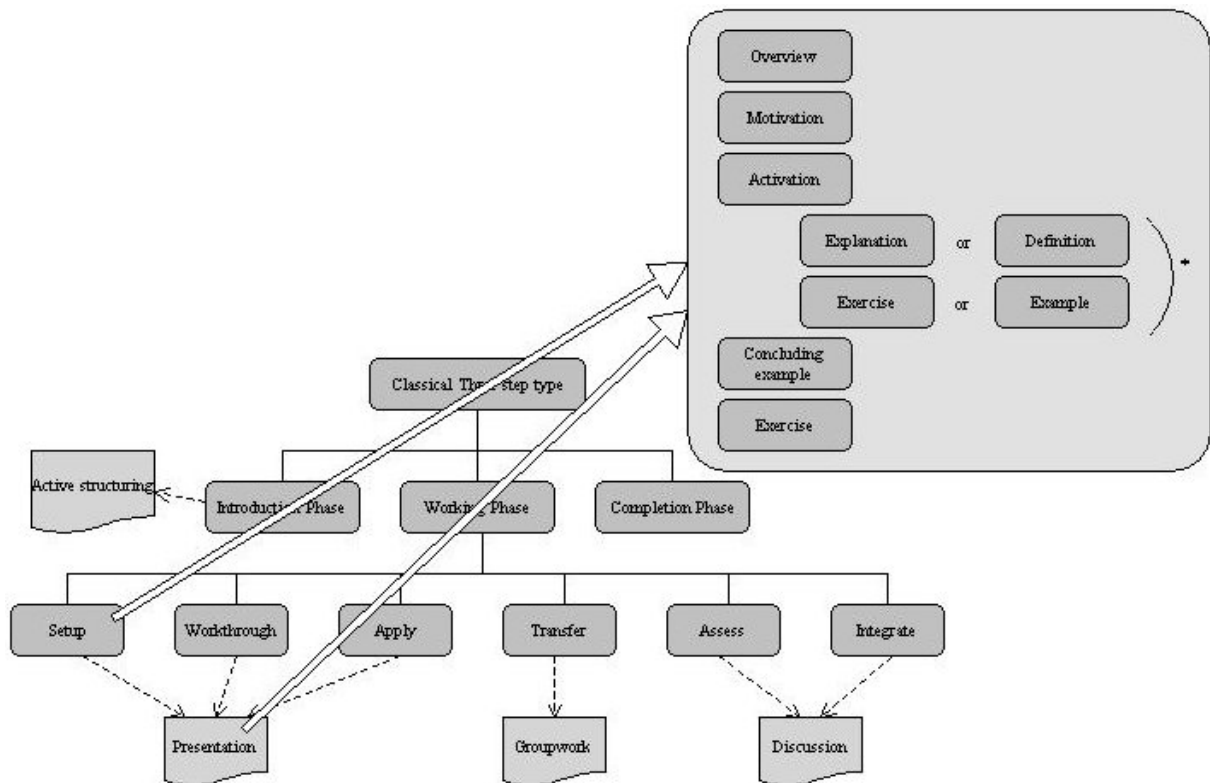 Overview
Motivation
Activation
Explanation or Definition
*
Exercise or Example
Concluding
example
Exercise
Classical Three step type
Active structuring
Introduction Phase
Working Phase
Completion Phase
Setup
Workthrough
Apply
Transfer
Assess
Integrate
Presentation
Groupwork
Discussion